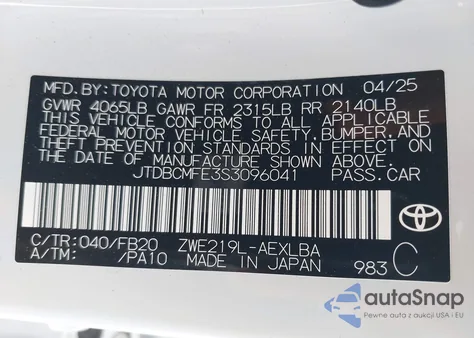 MFD. BY: TOYOTA MOTOR CORPORATION 04/25
GVWR 4065LB GAWR FR 2315LB RR 2140LB
THIS VEHICLE CONFORMS TO ALL APPLICABLE
FEDERAL MOTOR VEHICLE SAFETY, BUMPER, AND
THEFT PREVENTION STANDARDS IN EFFECT ON
THE DATE OF MANUFACTURE SHOWN ABOVE.
JTDBCMFE3S3096041 PASS. CAR
C/TR: 040/FB20 ZWE219L-AEXLBA
A/TM: /PA10 MADE IN JAPAN 983 C
TOYOTA
autoSnap
Pewne auta z USA i EU